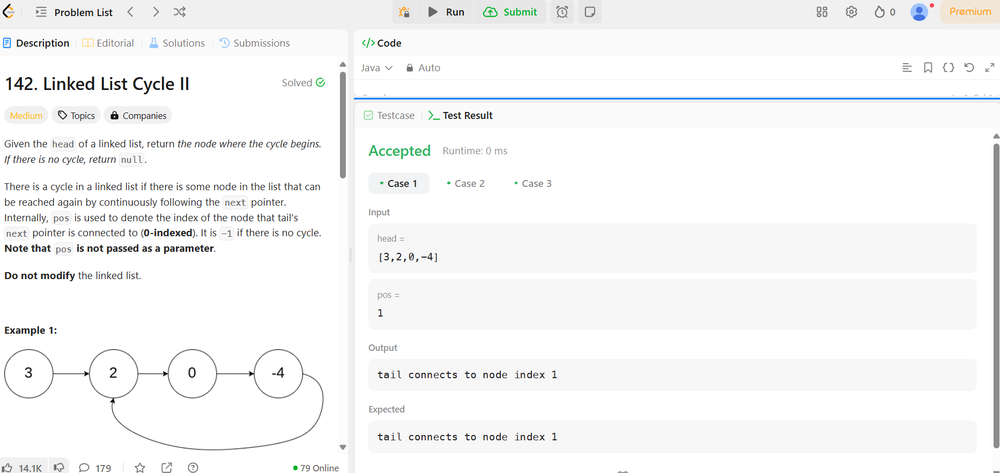 Problem List
Run
Submit
0
Premium
Description
Editorial
Solutions
Submissions
142. Linked List Cycle II
Solved
Medium
Topics
Companies
Given the head of a linked list, return the node where the cycle begins.
If there is no cycle, return null.
There is a cycle in a linked list if there is some node in the list that can
be reached again by continuously following the next pointer.
Internally, pos is used to denote the index of the node that tail's
next pointer is connected to (0-indexed). It is -1 if there is no cycle.
Note that pos is not passed as a parameter.
Do not modify the linked list.
Example 1:
3
2
0
-4
14.1K
179
79 Online
Code
Java
Auto
Testcase
Test Result
Accepted
Runtime: 0 ms
Case 1
Case 2
Case 3
Input
head =
[3,2,0,-4]
pos =
1
Output
tail connects to node index 1
Expected
tail connects to node index 1